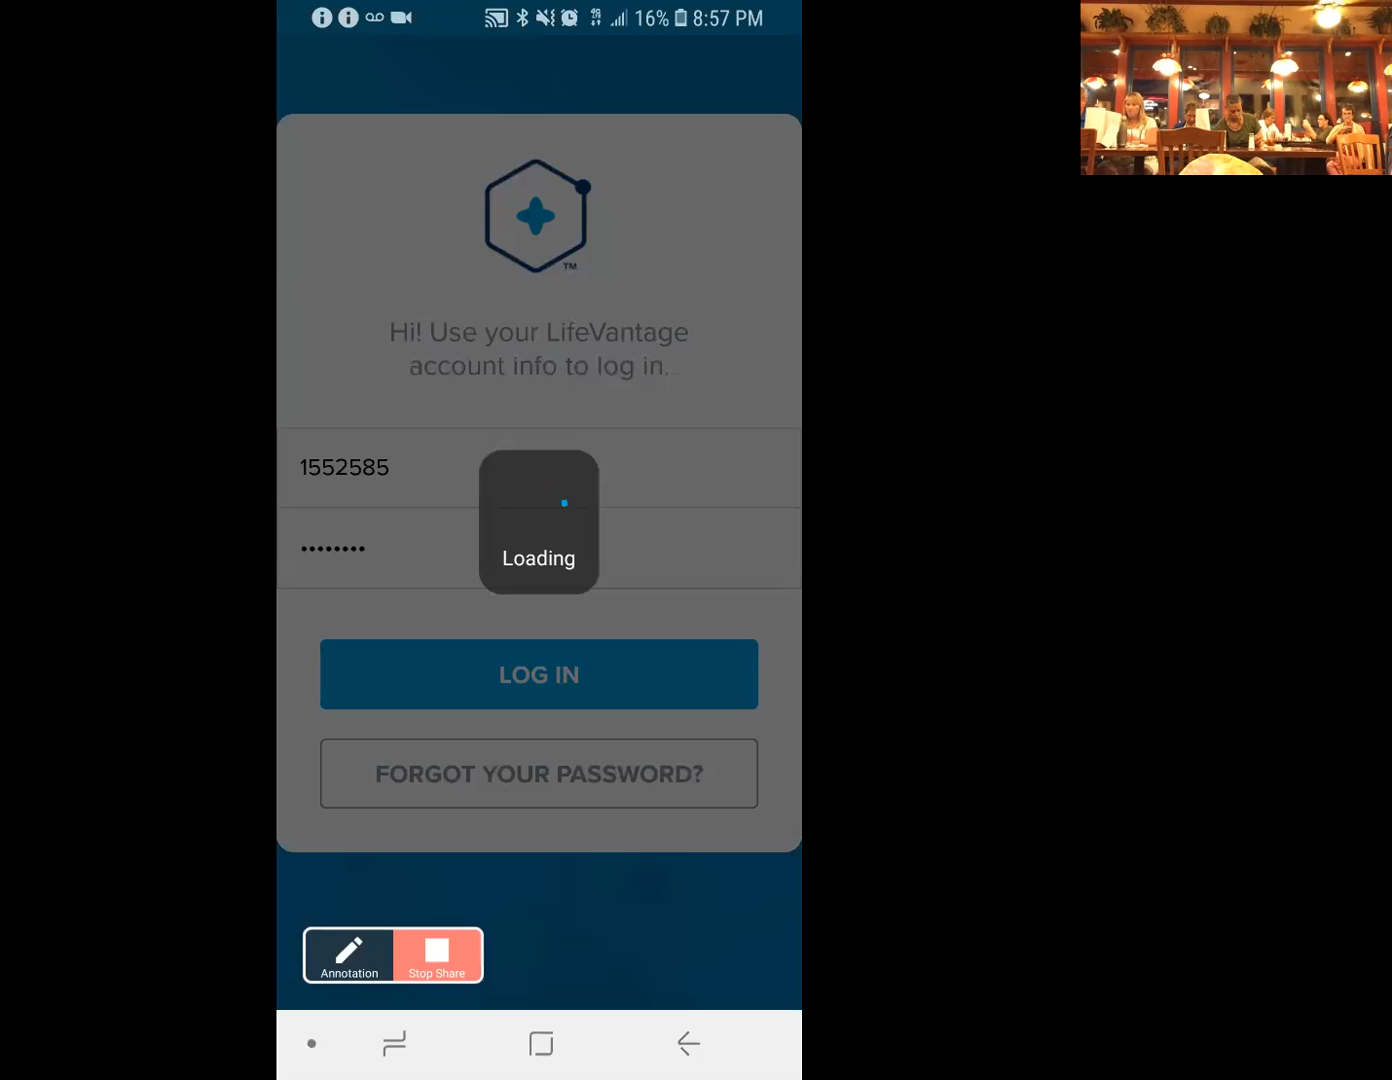 16% 8:57 PM
TM
Hi! Use your LifeVantage
account info to log in.
1552585
••••••••
Loading
LOG IN
FORGOT YOUR PASSWORD?
Annotation
Stop Share